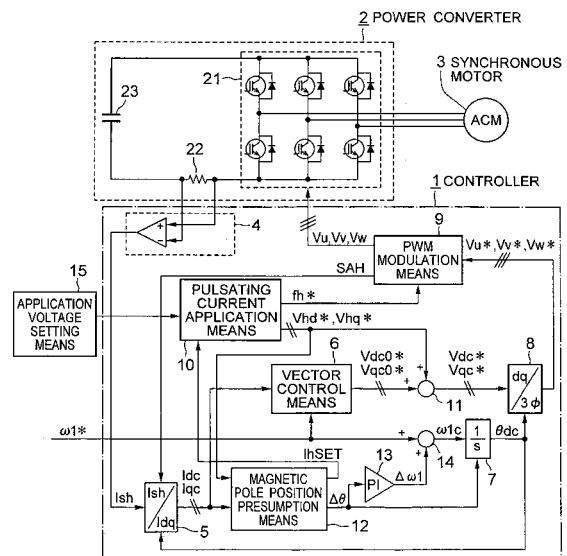 2 POWER CONVERTER
21
3 SYNCHRONOUS
MOTOR
23
ACM
22
1 CONTROLLER
+
-
4
9
Vu,Vv,Vw
PWM
MODULATION
MEANS
Vu*,Vv*,Vw*
SAH
15
APPLICATION
VOLTAGE
SETTING
MEANS
PULSATING
CURRENT
APPLICATION
MEANS
10
fh*
Vhd*,Vhq*
6
VECTOR
CONTROL
MEANS
Vdc0*
Vqc0*
+
+
11
Vdc*
Vqc*
8
dq
3ϕ
ω1*
IhSET
13
+
+
14
ω1c
1
s
7
θdc
PI
Δω1
Ish
Ish
Idq
5
Idc
Iqc
MAGNETIC
POLE POSITION
PRESUMPTION
MEANS
12
Δθ